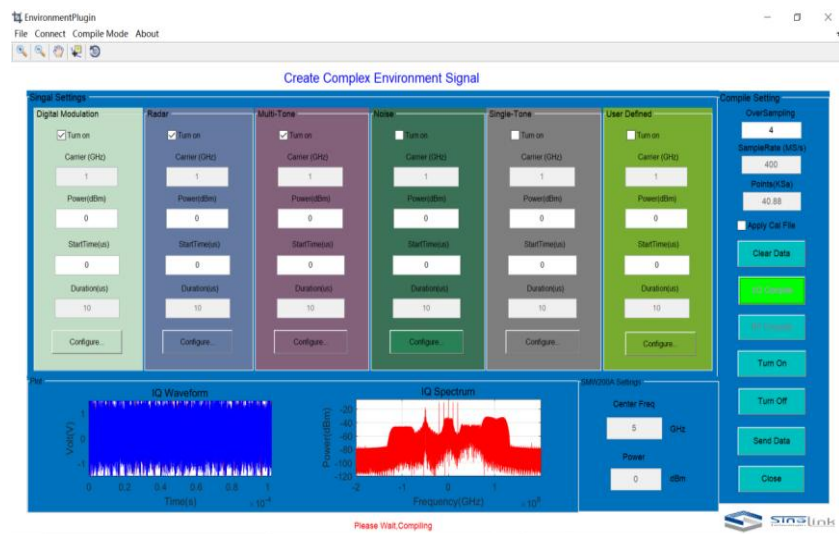 EnvironmentPlugin
File Connect Compile Mode About
Create Complex Environment Signal
Singal Settings
Digital Modulation
Turn on
Carrier (GHz)
1
Power(dBm)
0
StartTime(us)
0
Duration(us)
10
Configure...
Radar
Turn on
Carrier (GHz)
1
Power(dBm)
0
StartTime(us)
0
Duration(us)
10
Configure...
Multi-Tone
Turn on
Carrier (GHz)
1
Power(dBm)
0
StartTime(us)
0
Duration(us)
10
Configure...
Noise
Turn on
Carrier (GHz)
1
Power(dBm)
0
StartTime(us)
0
Duration(us)
10
Configure...
Single-Tone
Turn on
Carrier (GHz)
1
Power(dBm)
0
StartTime(us)
0
Duration(us)
10
Configure...
User Defined
Turn on
Carrier (GHz)
1
Power(dBm)
0
StartTime(us)
0
Duration(us)
10
Configure...
Compile Setting
OverSampling
4
SampleRate (MS/s)
400
Points(KSa)
40.88
Apply Cal File
Clear Data
Turn On
Turn Off
Send Data
Close
Plot
IQ Waveform
Volt(V)
1
0
-1
0 0.2 0.4 0.6 0.8 1
Time(s)
×10⁻⁴
IQ Spectrum
Power(dBm)
-20
-40
-60
-80
-100
-120
-2 -1 0 1
Frequency(GHz)
SMW200A Settings
Center Freq
5 GHz
Power
0 dBm
Please Wait,Compiling
Sinolink